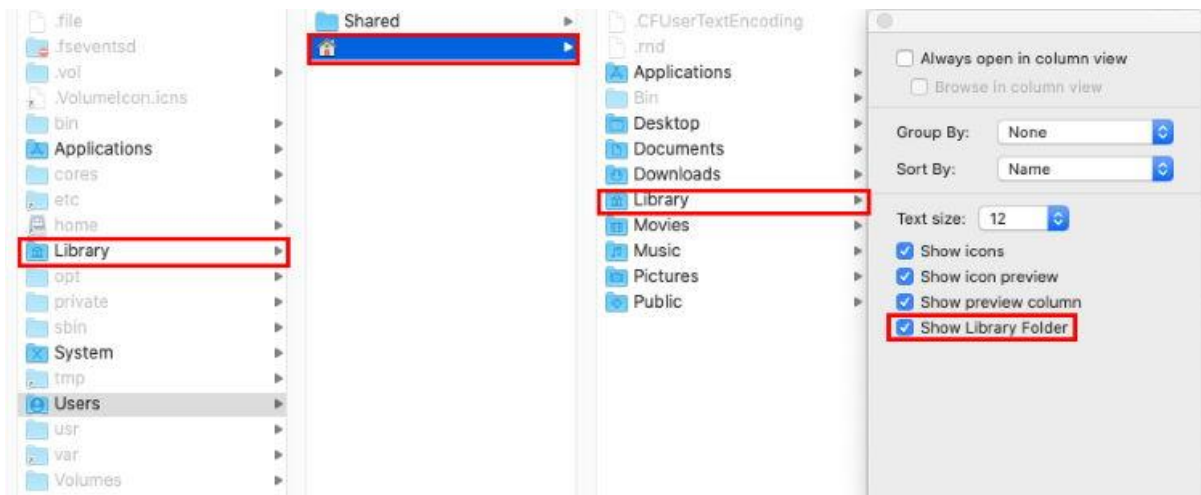 .file
.fseventsd
.vol
.VolumeIcon.icns
bin
Applications
cores
etc
home
Library
opt
private
sbin
System
tmp
Users
usr
var
Volumes
Shared
.CFUserTextEncoding
.rnd
Applications
Bin
Desktop
Documents
Downloads
Library
Movies
Music
Pictures
Public
Always open in column view
Browse in column view
Group By: None
Sort By: Name
Text size: 12
Show icons
Show icon preview
Show preview column
Show Library Folder